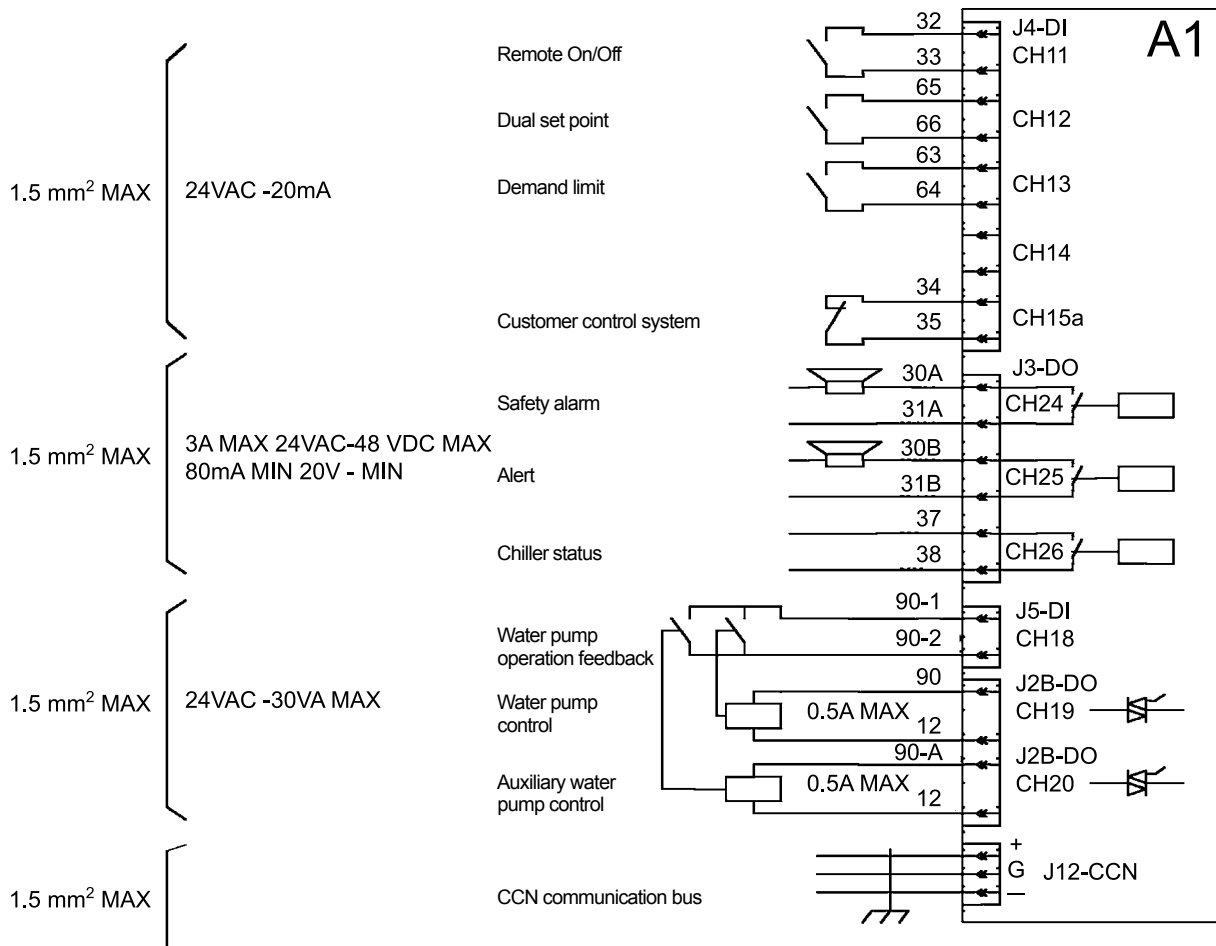 A1
32
J4-DI
Remote On/Off
33
CH11
65
Dual set point
66
CH12
63
1.5 mm² MAX
24VAC -20mA
Demand limit
64
CH13
CH14
34
Customer control system
35
CH15a
J3-DO
30A
Safety alarm
31A
CH24
1.5 mm² MAX
3A MAX 24VAC-48 VDC MAX
80mA MIN 20V - MIN
30B
Alert
31B
CH25
37
Chiller status
38
CH26
90-1
J5-DI
Water pump
operation feedback
90-2
CH18
1.5 mm² MAX
24VAC -30VA MAX
90
J2B-DO
Water pump
control
0.5A MAX
12
CH19
90-A
J2B-DO
Auxiliary water
pump control
0.5A MAX
12
CH20
+
G
J12-CCN
—
1.5 mm² MAX
CCN communication bus